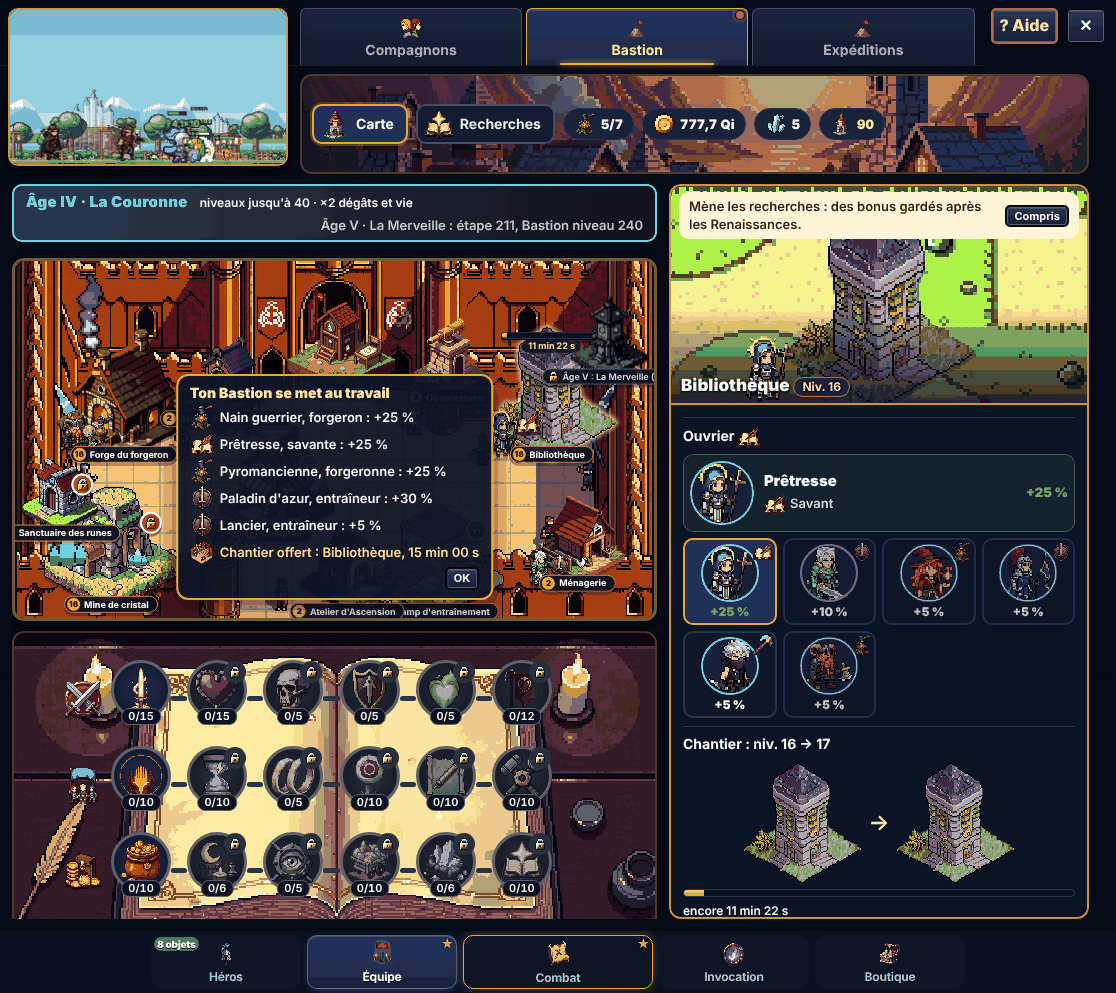 Compagnons
Bastion
Expéditions
? Aide
×
Carte
Recherches
5/7
777,7 Qi
5
90
Âge IV · La Couronne
niveaux jusqu'à 40 · ×2 dégâts et vie
Âge V · La Merveille : étape 211, Bastion niveau 240
Mène les recherches : des bonus gardés après
les Renaissances.
Compris
Bibliothèque
Niv. 16
11 min 22 s
Âge V : La Merveille (
Ton Bastion se met au travail
Nain guerrier, forgeron : +25 %
Prêtresse, savante : +25 %
Pyromancienne, forgeronne : +25 %
Paladin d'azur, entraîneur : +30 %
Lancier, entraîneur : +5 %
Chantier offert : Bibliothèque, 15 min 00 s
OK
2
16 Forge du forgeron
16 Bibliothèque
Sanctuaire des runes
16 Mine de cristal
2 Ménagerie
2 Atelier d'Ascension
mp d'entraînement
0/15
0/15
0/5
0/5
0/5
0/12
0/10
0/10
0/5
0/10
0/10
0/10
0/10
0/6
0/5
0/10
0/6
0/10
Ouvrier
Prêtresse
Savant
+25 %
+25 %
+10 %
+5 %
+5 %
+5 %
+5 %
Chantier : niv. 16 → 17
→
encore 11 min 22 s
8 objets
Héros
Équipe
Combat
Invocation
Boutique